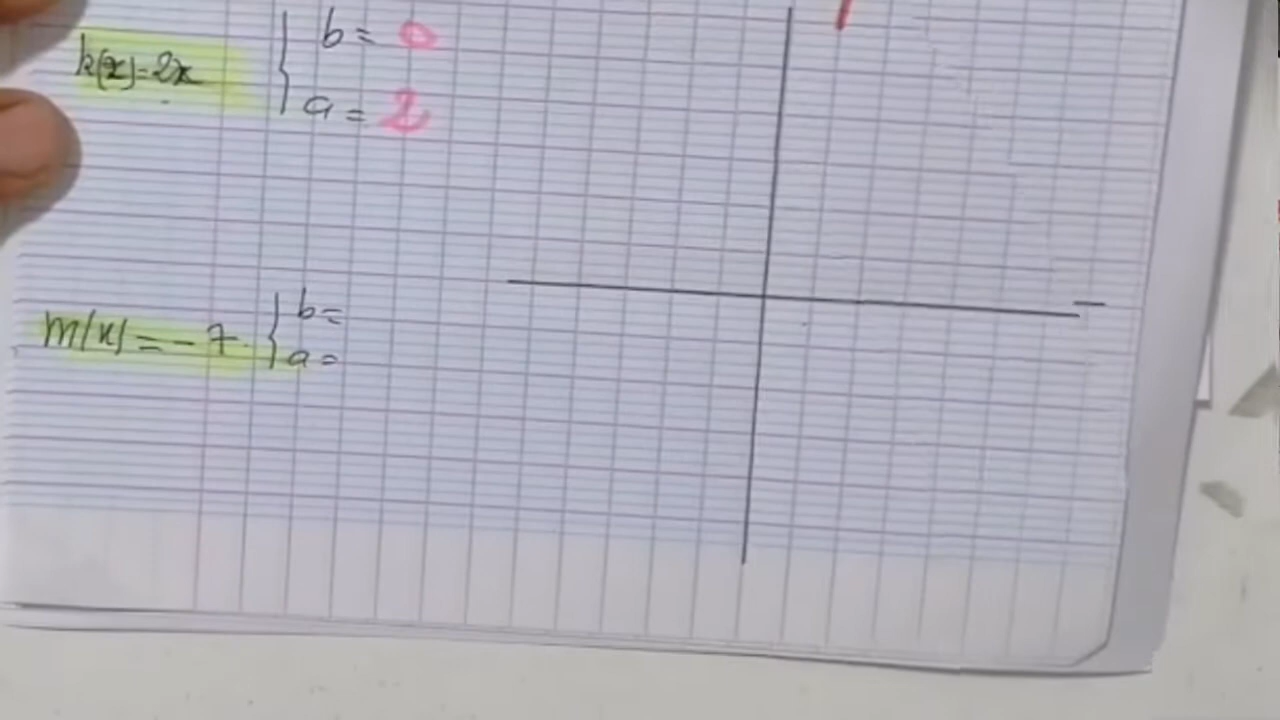 b = 0
k(x)=2x
a = 2
b =
m(x) = -7
a =